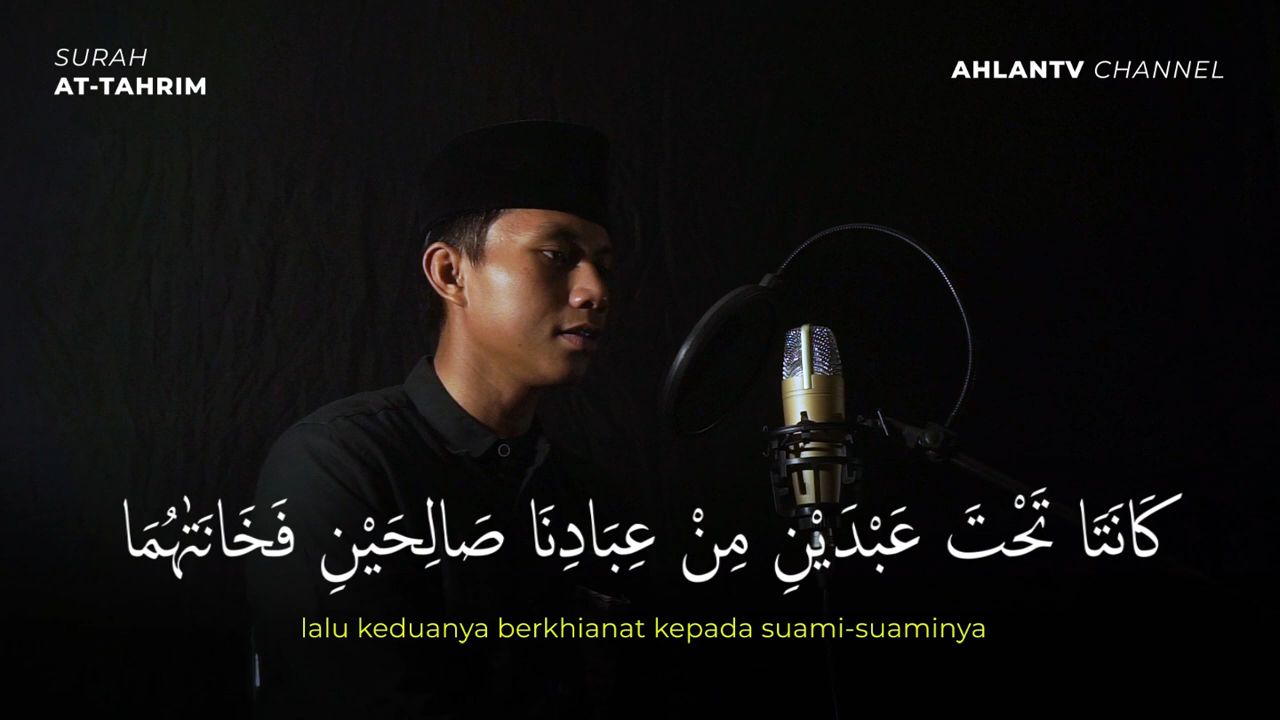 SURAH
AT-TAHRIM
AHLANTV CHANNEL
كَانَتَا تَحْتَ عَبْدَيْنِ مِنْ عِبَادِنَا صَالِحَيْنِ فَخَانَتٰهُمَا
lalu keduanya berkhianat kepada suami-suaminya